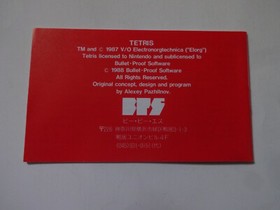 TETRIS
TM and © 1987 V/O Electronorgtechnica ("Elorg")
Tetris licensed to Nintendo and sublicensed to
Bullet-Proof Software
© 1988 Bullet-Proof Software
All Rights Reserved.
Original concept, design and program
by Alexey Pazhitnov.
BPS
ビー・ピー・エス